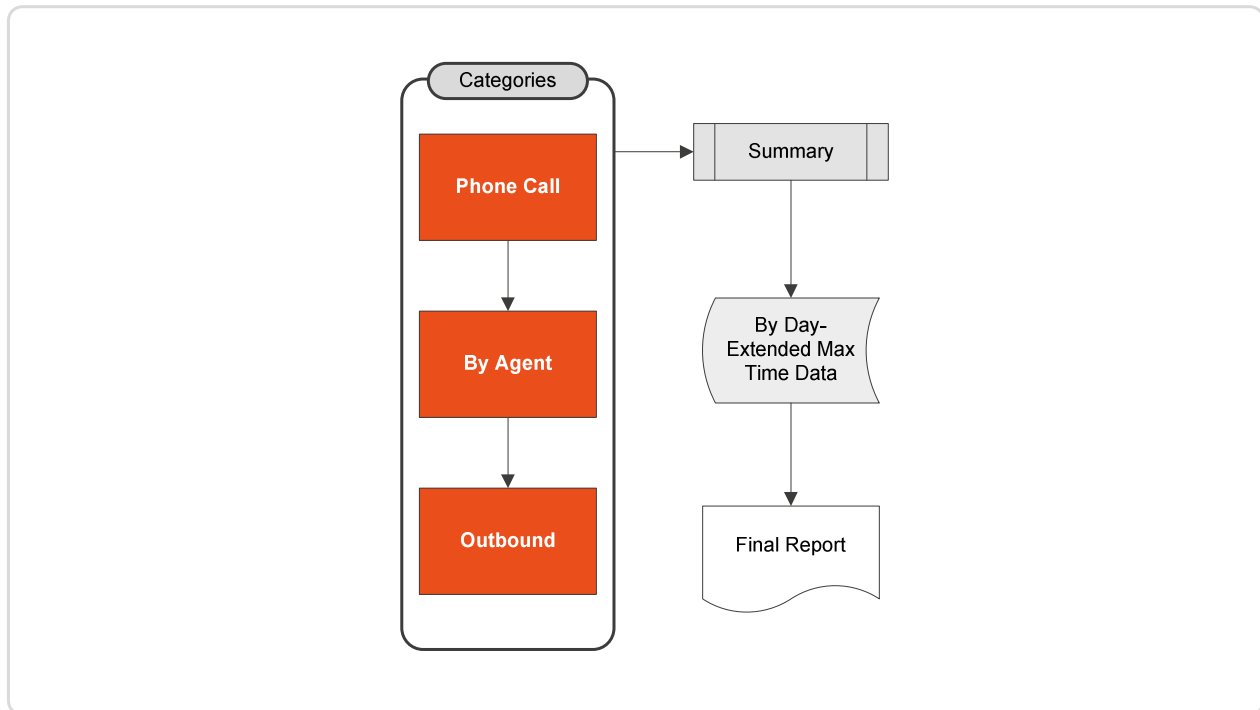 Categories
Phone Call
By Agent
Outbound
Summary
By Day-
Extended Max
Time Data
Final Report